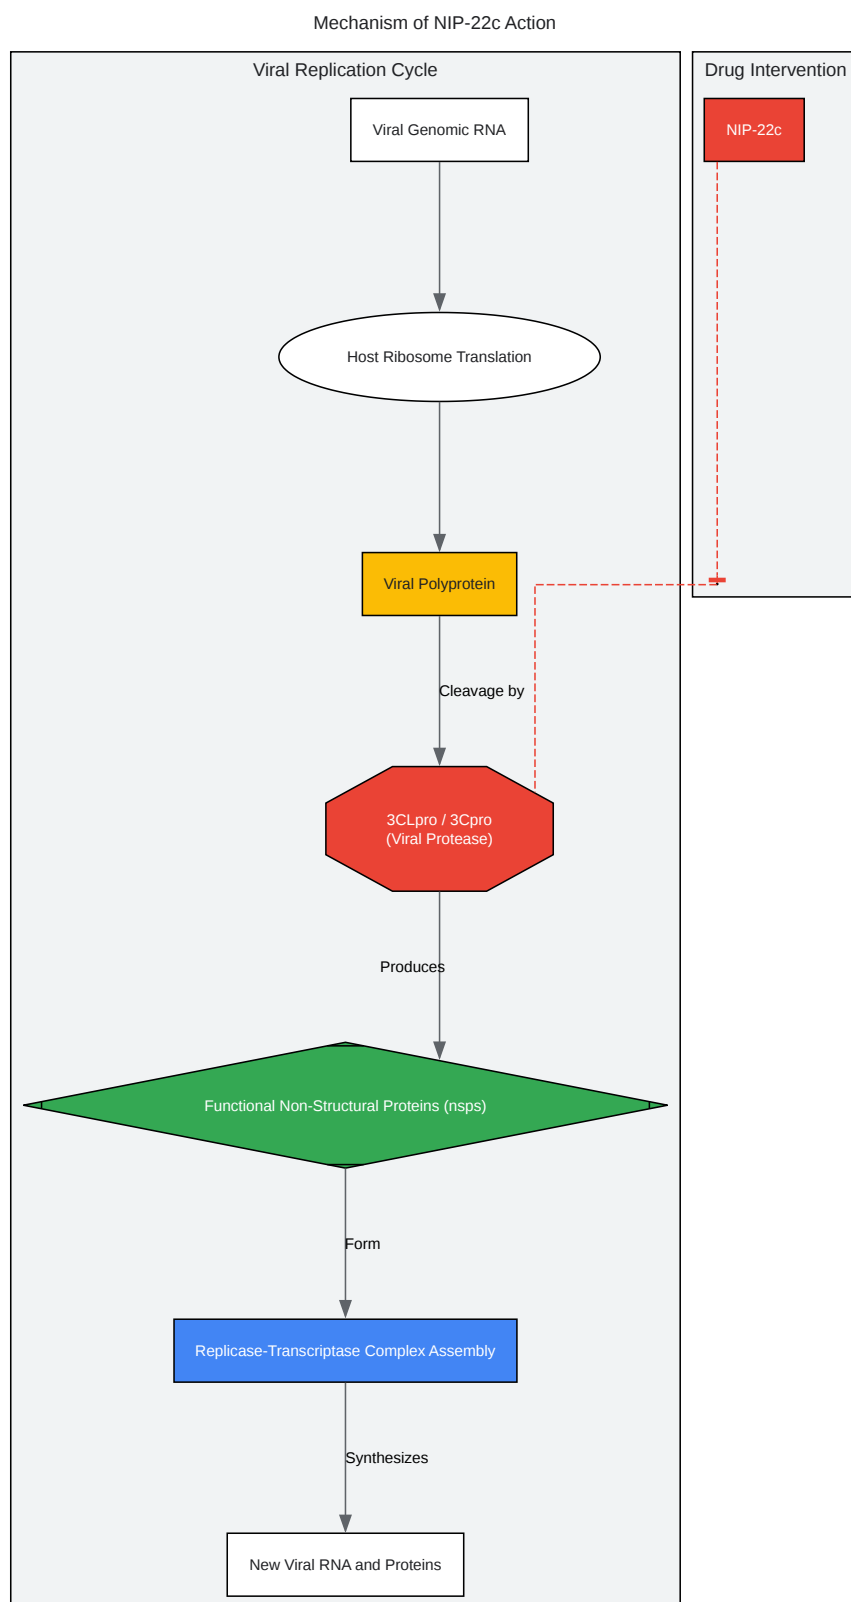 Mechanism of NIP-22c Action
Viral Replication Cycle
Drug Intervention
Viral Genomic RNA
NIP-22c
Host Ribosome Translation
Viral Polyprotein
Cleavage by
3CLpro / 3Cpro
(Viral Protease)
Produces
Functional Non-Structural Proteins (nsps)
Form
Replicase-Transcriptase Complex Assembly
Synthesizes
New Viral RNA and Proteins